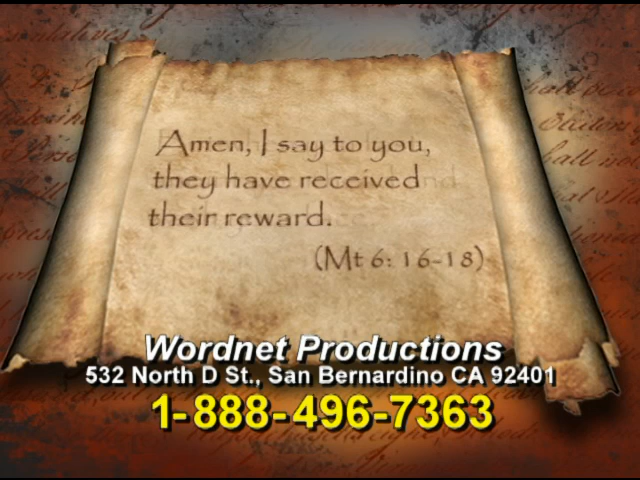 Amen, I say to you,
they have received
their reward.
(Mt 6: 16-18)
Wordnet Productions
532 North D St., San Bernardino CA 92401
1-888-496-7363